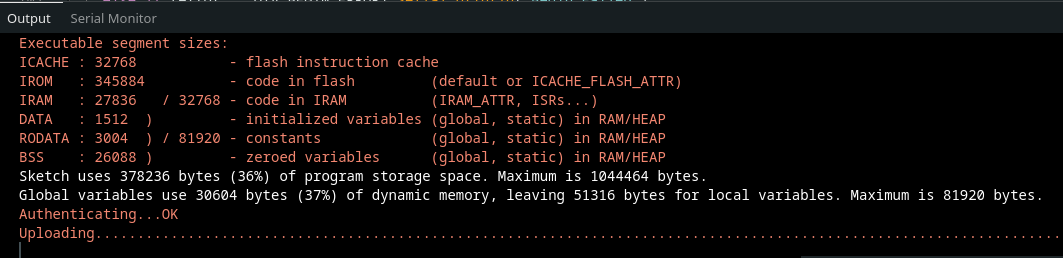 Output Serial Monitor
Executable segment sizes:
ICACHE : 32768 - flash instruction cache
IROM : 345884 - code in flash (default or ICACHE_FLASH_ATTR)
IRAM : 27836 / 32768 - code in IRAM (IRAM_ATTR, ISRs...)
DATA : 1512 ) - initialized variables (global, static) in RAM/HEAP
RODATA : 3004 ) / 81920 - constants (global, static) in RAM/HEAP
BSS : 26088 ) - zeroed variables (global, static) in RAM/HEAP
Sketch uses 378236 bytes (36%) of program storage space. Maximum is 1044464 bytes.
Global variables use 30604 bytes (37%) of dynamic memory, leaving 51316 bytes for local variables. Maximum is 81920 bytes.
Authenticating...OK
Uploading.................................................................................................................................